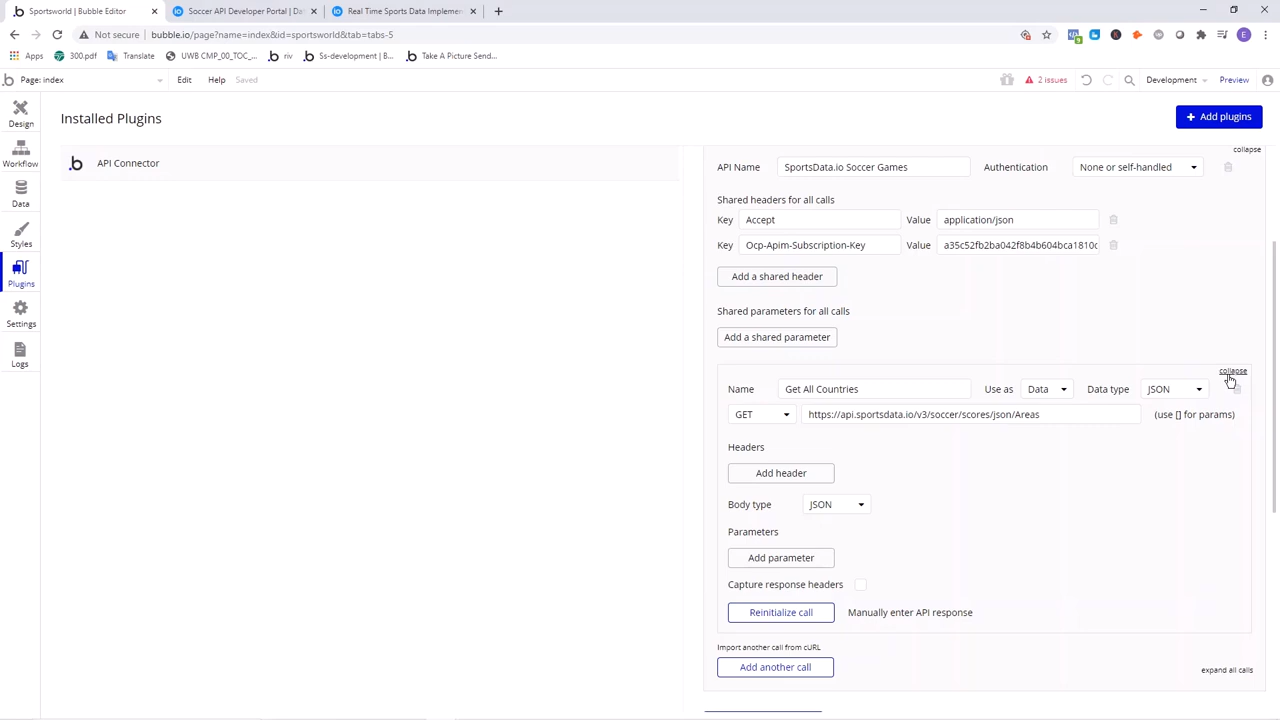 Sportsworld | Bubble Editor
Soccer API Developer Portal | Dat
Real Time Sports Data Implemen
Not secure
bubble.io/page?name=index&id=sportsworld&tab=tabs-5
Apps
300.pdf
Translate
UWB CMP_00_TOC_...
riv
Ss-development | B...
Take A Picture Send...
Page: index
Edit
Help
Saved
2 issues
Development
Preview
Design
Workflow
Data
Styles
Plugins
Settings
Logs
Installed Plugins
+ Add plugins
API Connector
collapse
API Name
SportsData.io Soccer Games
Authentication
None or self-handled
Shared headers for all calls
Key Accept Value application/json
Key Ocp-Apim-Subscription-Key Value a35c52fb2ba042f8b4b604bca1810c
Add a shared header
Shared parameters for all calls
Add a shared parameter
collapse
Name Get All Countries Use as Data Data type JSON
GET https://api.sportsdata.io/v3/soccer/scores/json/Areas (use [] for params)
Headers
Add header
Body type JSON
Parameters
Add parameter
Capture response headers
Reinitialize call Manually enter API response
Import another call from cURL
Add another call
expand all calls